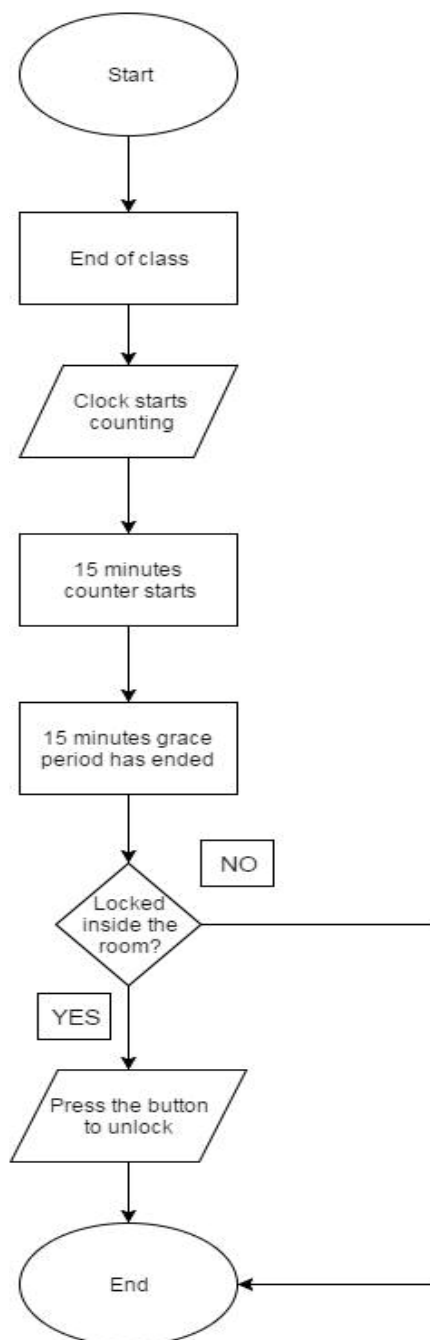 Start
End of class
Clock starts
counting
15 minutes
counter starts
15 minutes grace
period has ended
NO
Locked
inside the
room?
YES
Press the button
to unlock
End